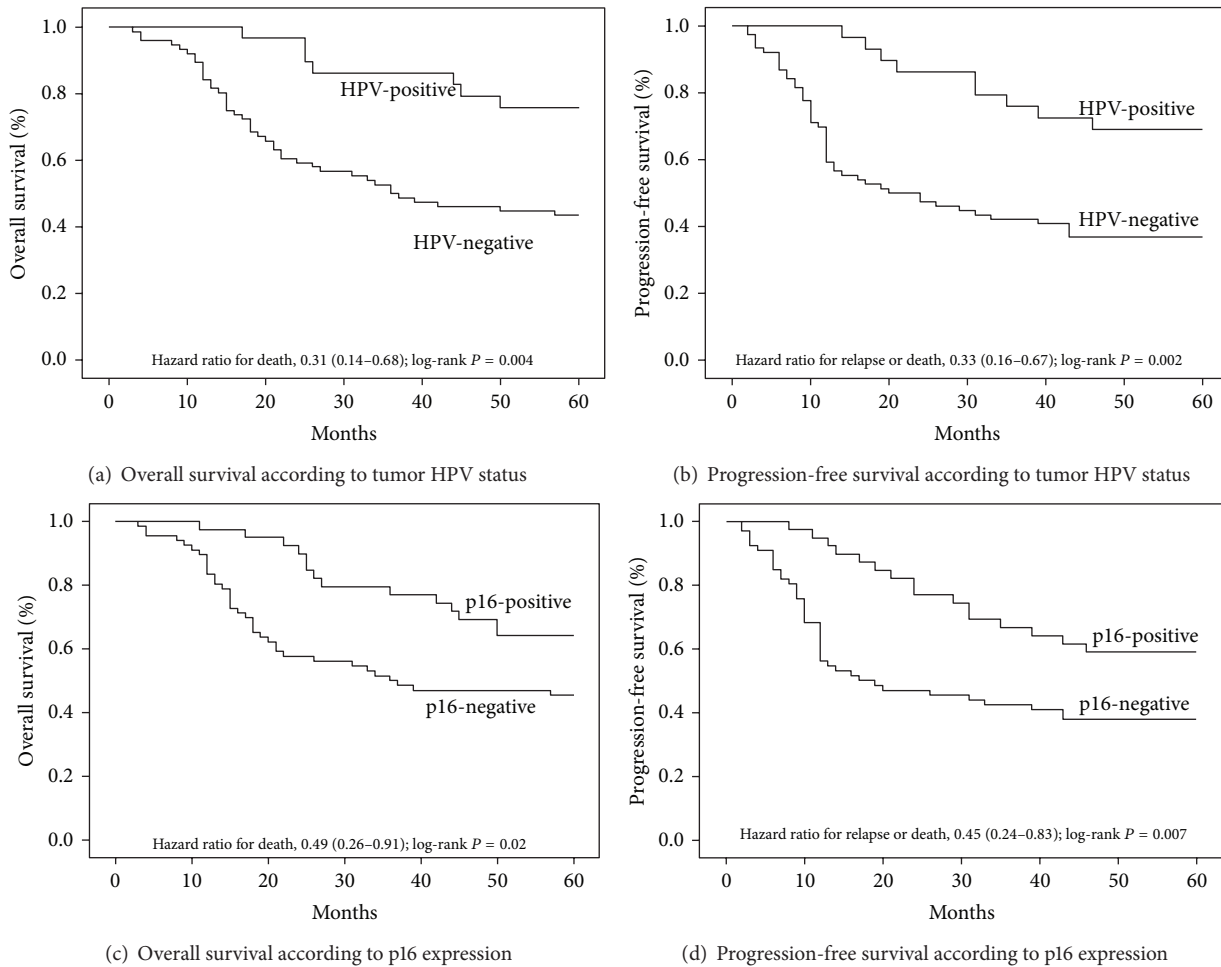 1.0
0.8
0.6
0.4
0.2
0.0
Overall survival (%)
HPV-positive
HPV-negative
Hazard ratio for death, 0.31 (0.14–0.68); log-rank P = 0.004
0 10 20 30 40 50 60
Months
(a) Overall survival according to tumor HPV status
1.0
0.8
0.6
0.4
0.2
0.0
Progression-free survival (%)
HPV-positive
HPV-negative
Hazard ratio for relapse or death, 0.33 (0.16–0.67); log-rank P = 0.002
0 10 20 30 40 50 60
Months
(b) Progression-free survival according to tumor HPV status
1.0
0.8
0.6
0.4
0.2
0.0
Overall survival (%)
p16-positive
p16-negative
Hazard ratio for death, 0.49 (0.26–0.91); log-rank P = 0.02
0 10 20 30 40 50 60
Months
(c) Overall survival according to p16 expression
1.0
0.8
0.6
0.4
0.2
0.0
Progression-free survival (%)
p16-positive
p16-negative
Hazard ratio for relapse or death, 0.45 (0.24–0.83); log-rank P = 0.007
0 10 20 30 40 50 60
Months
(d) Progression-free survival according to p16 expression